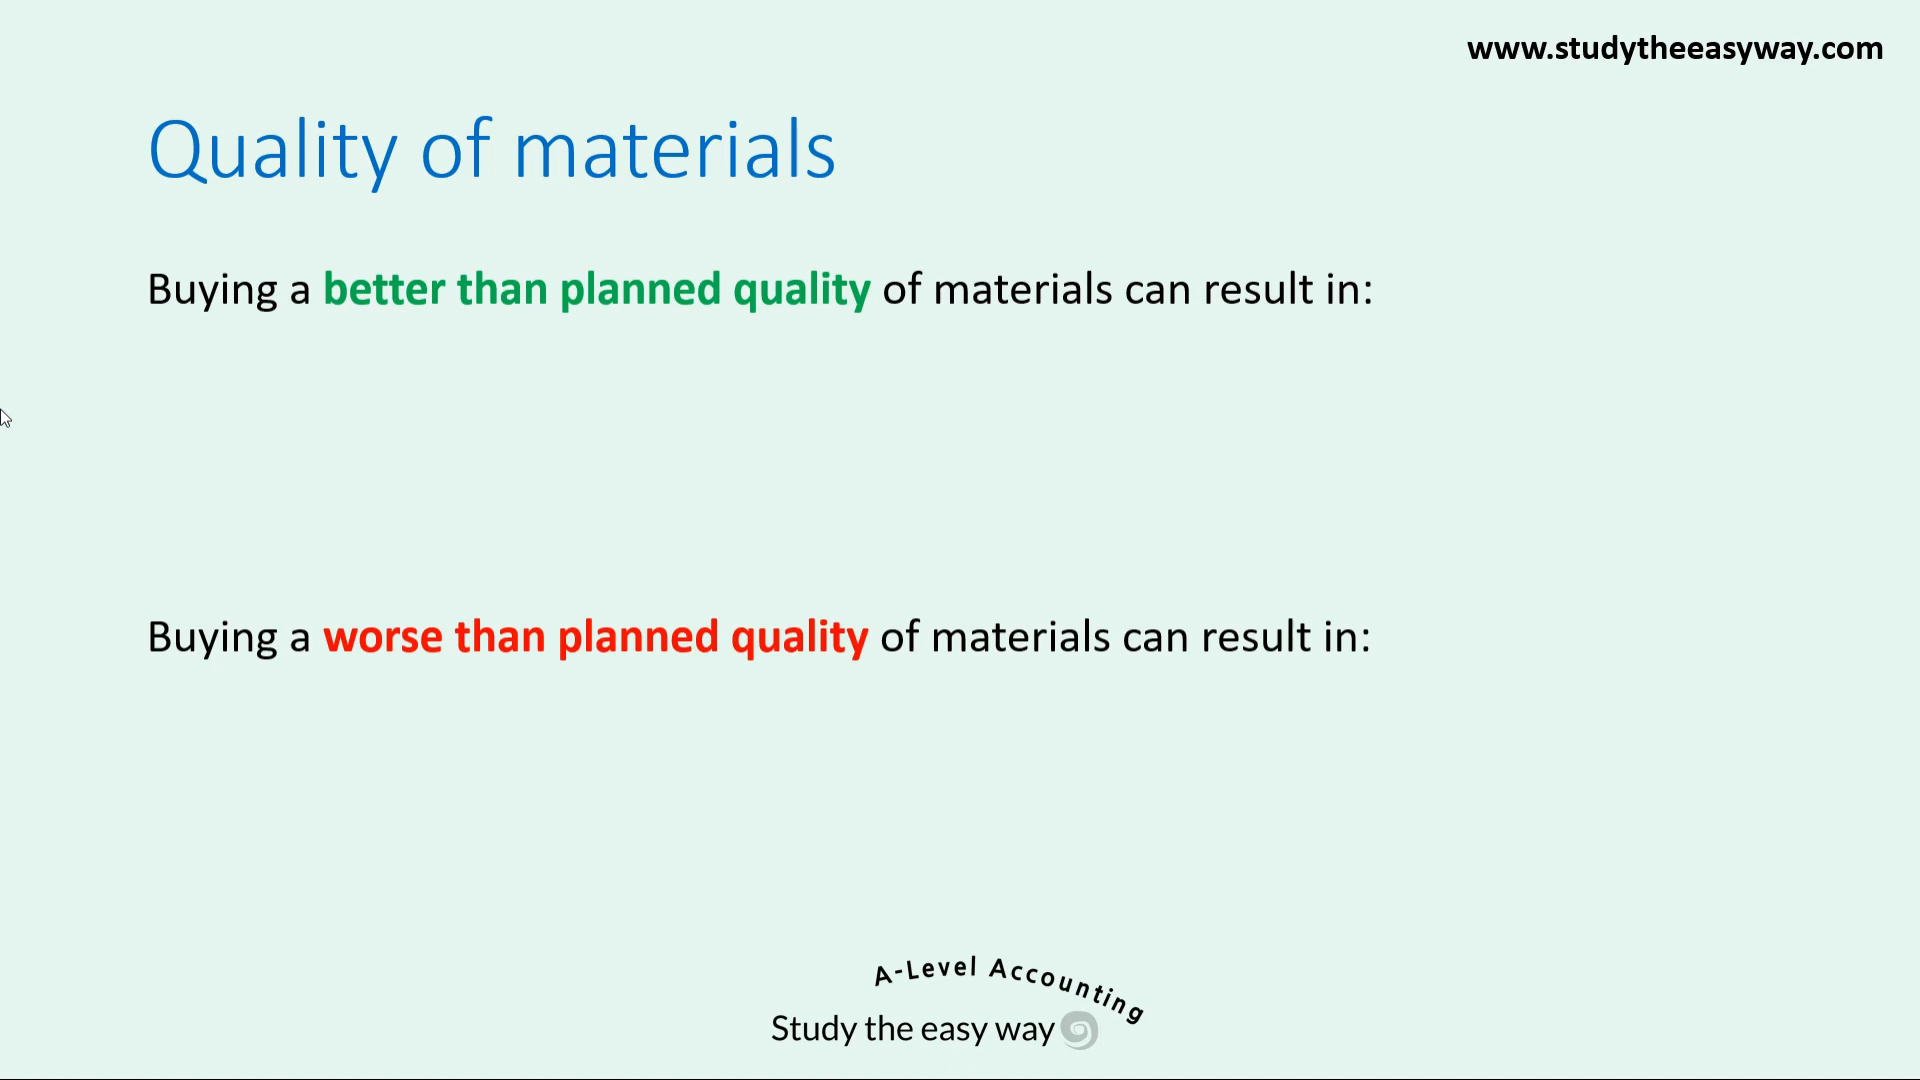 www.studytheeasyway.com
Quality of materials
Buying a better than planned quality of materials can result in:
Buying a worse than planned quality of materials can result in:
A-Level Accounting
Study the easy way